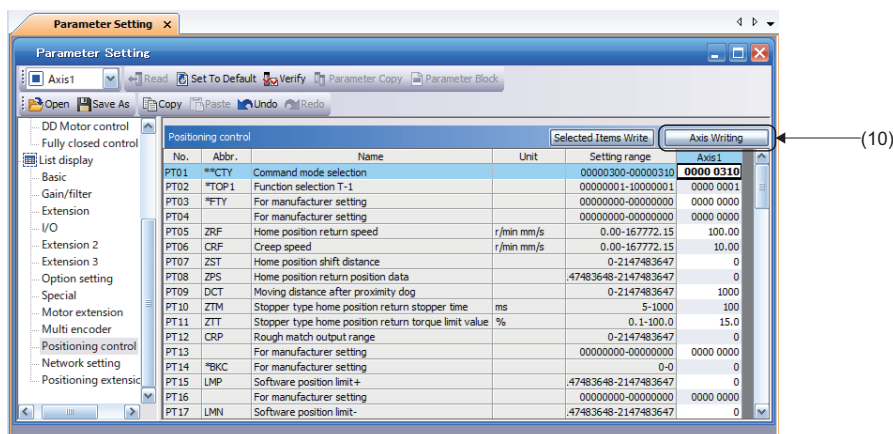 Parameter Setting
Parameter Setting
Axis1 Read Set To Default Verify Parameter Copy Parameter Block
Open Save As Copy Paste Undo Redo
DD Motor control
Fully closed control
List display
Basic
Gain/filter
Extension
I/O
Extension 2
Extension 3
Option setting
Special
Motor extension
Multi encoder
Positioning control
Network setting
Positioning extensic
Positioning control Selected Items Write Axis Writing (10)
No. Abbr. Name Unit Setting range Axis1
PT01 **CTY Command mode selection 00000300-00000310 0000 0310
PT02 *TOP1 Function selection T-1 00000001-10000001 0000 0001
PT03 *FTY For manufacturer setting 00000000-00000000 0000 0000
PT04 For manufacturer setting 00000000-00000000 0000 0000
PT05 ZRF Home position return speed r/min mm/s 0.00-167772.15 100.00
PT06 CRF Creep speed r/min mm/s 0.00-167772.15 10.00
PT07 ZST Home position shift distance 0-2147483647 0
PT08 ZPS Home position return position data .47483648-2147483647 0
PT09 DCT Moving distance after proximity dog 0-2147483647 1000
PT10 ZTM Stopper type home position return stopper time ms 5-1000 100
PT11 ZTT Stopper type home position return torque limit value % 0.1-100.0 15.0
PT12 CRP Rough match output range 0-2147483647 0
PT13 For manufacturer setting 00000000-00000000 0000 0000
PT14 *BKC For manufacturer setting 0-0 0
PT15 LMP Software position limit+ .47483648-2147483647 0
PT16 For manufacturer setting 00000000-00000000 0000 0000
PT17 LMN Software position limit- .47483648-2147483647 0